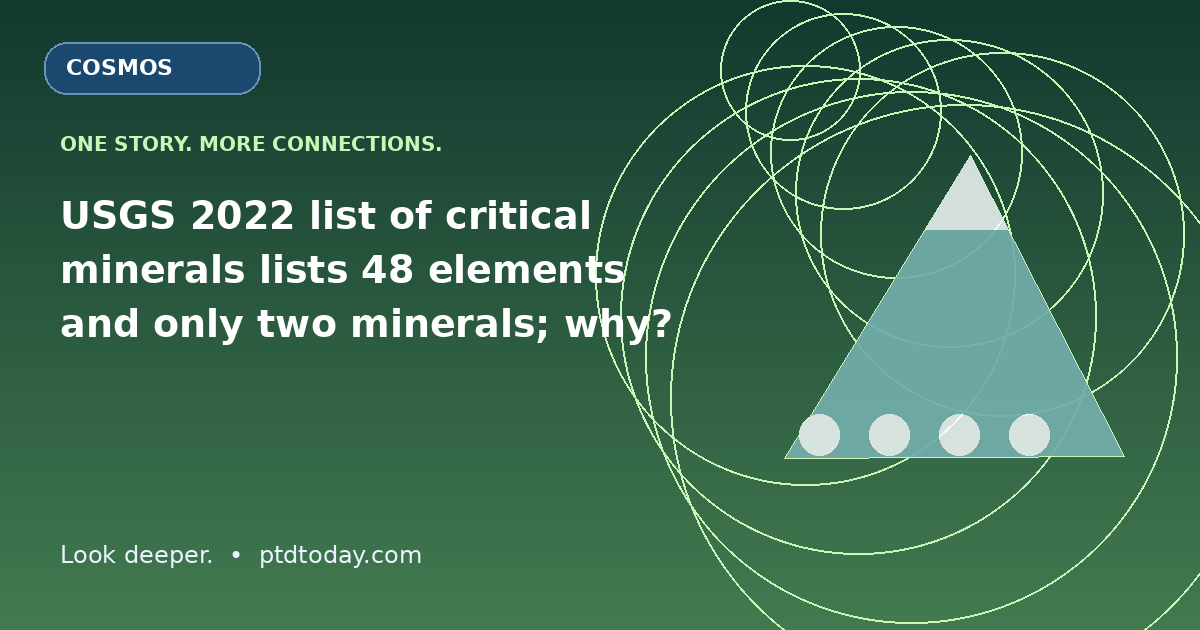 COSMOS
ONE STORY. MORE CONNECTIONS.
USGS 2022 list of critical
minerals lists 48 elements
and only two minerals; why?
Look deeper. • ptdtoday.com